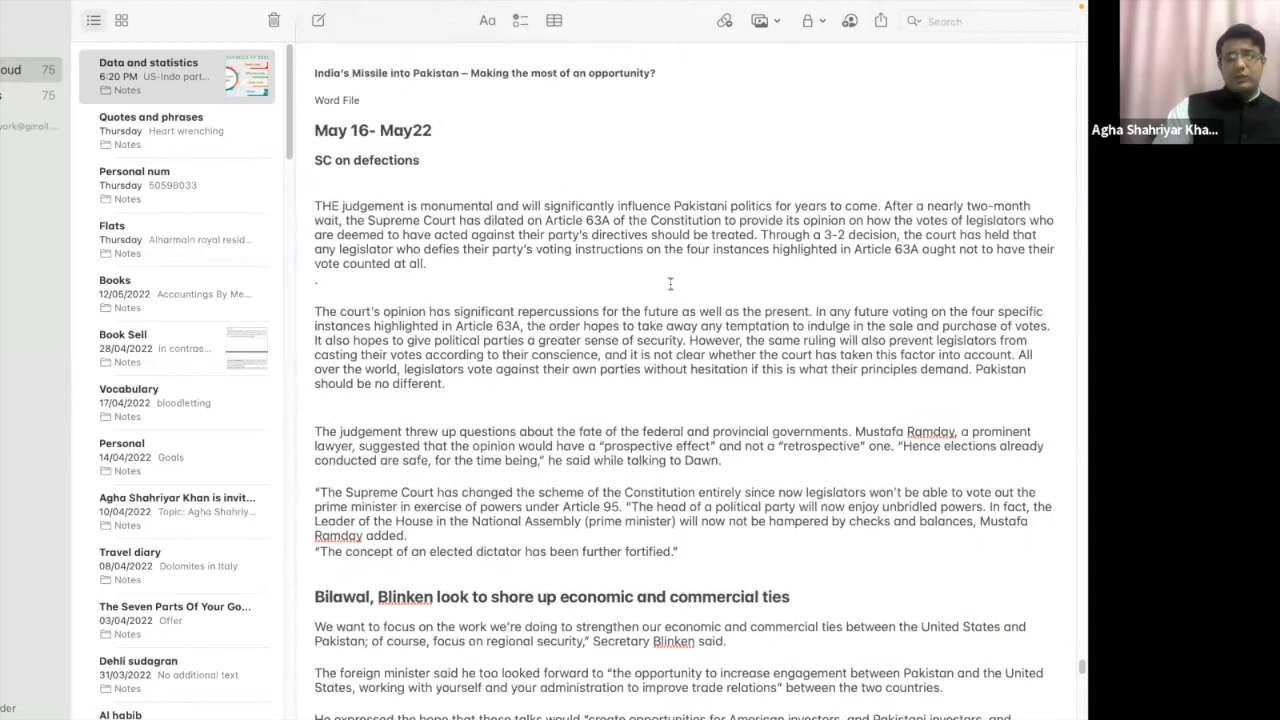 oud 75
s 75
ork@gmail....
der
Data and statistics
6:20 PM US-Indo part...
Notes
Quotes and phrases
Thursday Heart wrenching
Notes
Personal num
Thursday 50598033
Notes
Flats
Thursday Alharmain royal resid...
Notes
Books
12/05/2022 Accountings By Me...
Notes
Book Sell
28/04/2022 In contras...
Notes
Vocabulary
17/04/2022 bloodletting
Notes
Personal
14/04/2022 Goals
Notes
Agha Shahriyar Khan is invit...
10/04/2022 Topic: Agha Shahriy...
Notes
Travel diary
08/04/2022 Dolomites in Italy
Notes
The Seven Parts Of Your Go...
03/04/2022 Offer
Notes
Dehli sudagran
31/03/2022 No additional text
Notes
Al habib
Aa
Search
India's Missile into Pakistan – Making the most of an opportunity?
Word File
May 16- May22
SC on defections
THE judgement is monumental and will significantly influence Pakistani politics for years to come. After a nearly two-month
wait, the Supreme Court has dilated on Article 63A of the Constitution to provide its opinion on how the votes of legislators who
are deemed to have acted against their party's directives should be treated. Through a 3-2 decision, the court has held that
any legislator who defies their party's voting instructions on the four instances highlighted in Article 63A ought not to have their
vote counted at all.
.
The court's opinion has significant repercussions for the future as well as the present. In any future voting on the four specific
instances highlighted in Article 63A, the order hopes to take away any temptation to indulge in the sale and purchase of votes.
It also hopes to give political parties a greater sense of security. However, the same ruling will also prevent legislators from
casting their votes according to their conscience, and it is not clear whether the court has taken this factor into account. All
over the world, legislators vote against their own parties without hesitation if this is what their principles demand. Pakistan
should be no different.
The judgement threw up questions about the fate of the federal and provincial governments. Mustafa Ramday, a prominent
lawyer, suggested that the opinion would have a "prospective effect" and not a "retrospective" one. "Hence elections already
conducted are safe, for the time being," he said while talking to Dawn.
"The Supreme Court has changed the scheme of the Constitution entirely since now legislators won't be able to vote out the
prime minister in exercise of powers under Article 95. "The head of a political party will now enjoy unbridled powers. In fact, the
Leader of the House in the National Assembly (prime minister) will now not be hampered by checks and balances, Mustafa
Ramday added.
"The concept of an elected dictator has been further fortified."
Bilawal, Blinken look to shore up economic and commercial ties
We want to focus on the work we're doing to strengthen our economic and commercial ties between the United States and
Pakistan; of course, focus on regional security," Secretary Blinken said.
The foreign minister said he too looked forward to "the opportunity to increase engagement between Pakistan and the United
States, working with yourself and your administration to improve trade relations" between the two countries.
He expressed the hope that these talks would "create opportunities for American investors, and Pakistani investors, and
Agha Shahriyar Kha...